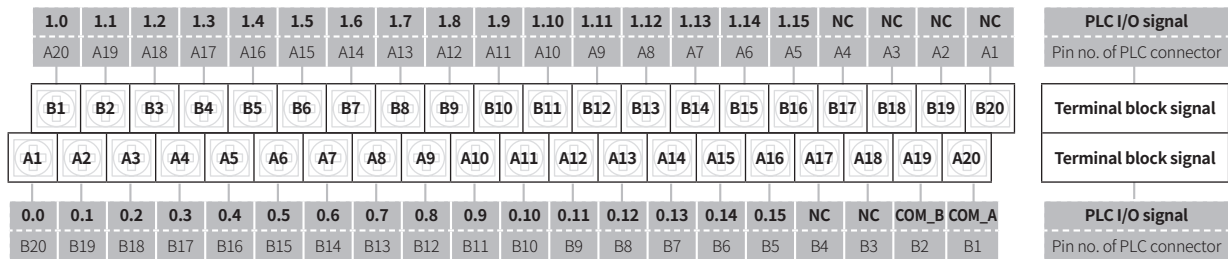 1.0 1.1 1.2 1.3 1.4 1.5 1.6 1.7 1.8 1.9 1.10 1.11 1.12 1.13 1.14 1.15 NC NC NC NC PLC I/O signal
A20 A19 A18 A17 A16 A15 A14 A13 A12 A11 A10 A9 A8 A7 A6 A5 A4 A3 A2 A1 Pin no. of PLC connector
B1 B2 B3 B4 B5 B6 B7 B8 B9 B10 B11 B12 B13 B14 B15 B16 B17 B18 B19 B20 Terminal block signal
A1 A2 A3 A4 A5 A6 A7 A8 A9 A10 A11 A12 A13 A14 A15 A16 A17 A18 A19 A20 Terminal block signal
0.0 0.1 0.2 0.3 0.4 0.5 0.6 0.7 0.8 0.9 0.10 0.11 0.12 0.13 0.14 0.15 NC NC COM_B COM_A PLC I/O signal
B20 B19 B18 B17 B16 B15 B14 B13 B12 B11 B10 B9 B8 B7 B6 B5 B4 B3 B2 B1 Pin no. of PLC connector